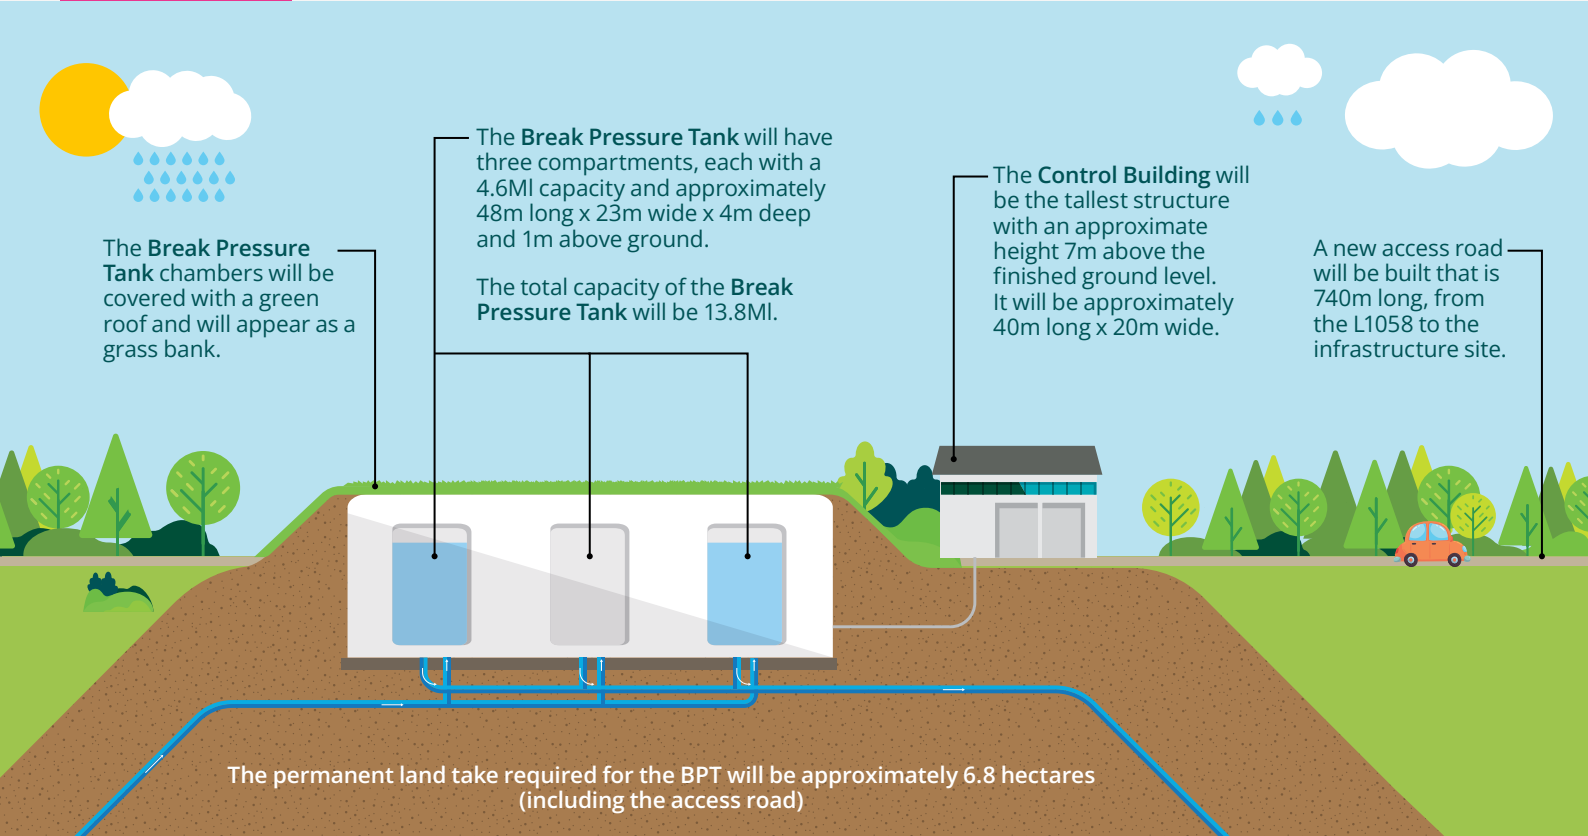 The Break Pressure Tank will have
three compartments, each with a
4.6Ml capacity and approximately
48m long x 23m wide x 4m deep
and 1m above ground.
The total capacity of the Break
Pressure Tank will be 13.8Ml.
The Control Building will
be the tallest structure
with an approximate
height 7m above the
finished ground level.
It will be approximately
40m long x 20m wide.
The Break Pressure
Tank chambers will be
covered with a green
roof and will appear as a
grass bank.
A new access road
will be built that is
740m long, from
the L1058 to the
infrastructure site.
The permanent land take required for the BPT will be approximately 6.8 hectares
(including the access road)